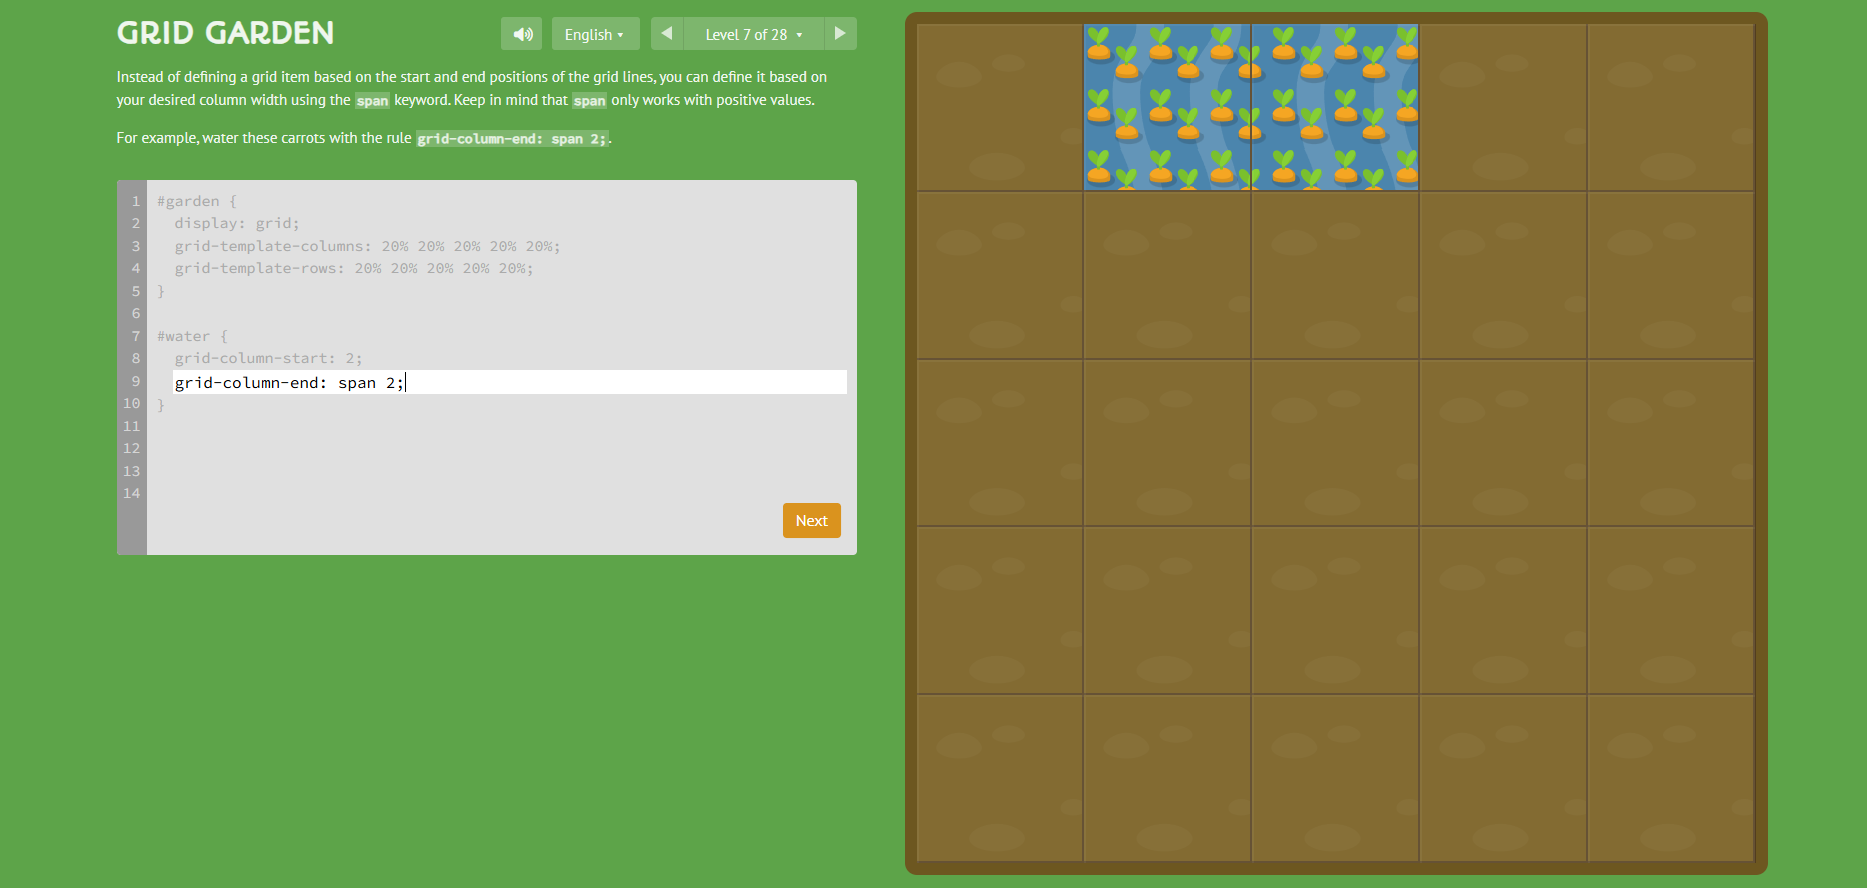 GRID GARDEN
English
Level 7 of 28
Instead of defining a grid item based on the start and end positions of the grid lines, you can define it based on
your desired column width using the span keyword. Keep in mind that span only works with positive values.
For example, water these carrots with the rule grid-column-end: span 2;.
1 #garden {
2 display: grid;
3 grid-template-columns: 20% 20% 20% 20% 20%;
4 grid-template-rows: 20% 20% 20% 20% 20%;
5 }
6
7 #water {
8 grid-column-start: 2;
9 grid-column-end: span 2;
10 }
11
12
13
14
Next